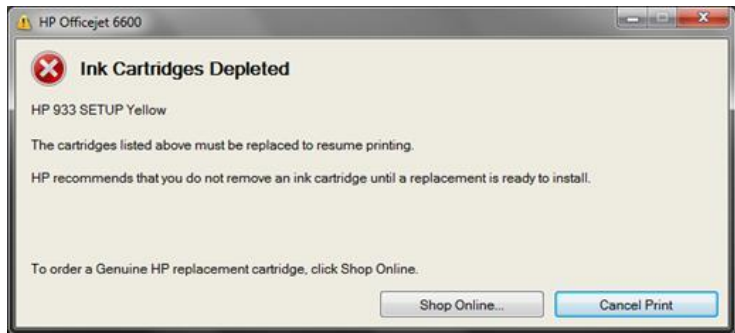 HP Officejet 6600
Ink Cartridges Depleted
HP 933 SETUP Yellow
The cartridges listed above must be replaced to resume printing.
HP recommends that you do not remove an ink cartridge until a replacement is ready to install.
To order a Genuine HP replacement cartridge, click Shop Online.
Shop Online...
Cancel Print